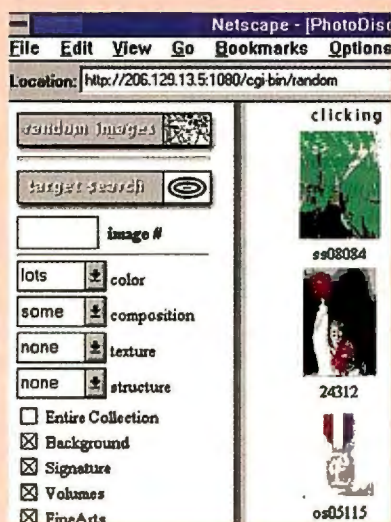 Netscape - [PhotoDisc
File Edit View Go Bookmarks Options
Location: http://206.129.13.5:1080/cgi-bin/random
random images
target search
image #
lots color
some composition
none texture
none structure
Entire Collection
Background
Signature
Volumes
FineArts
clicking
ss08084
24312
os05115